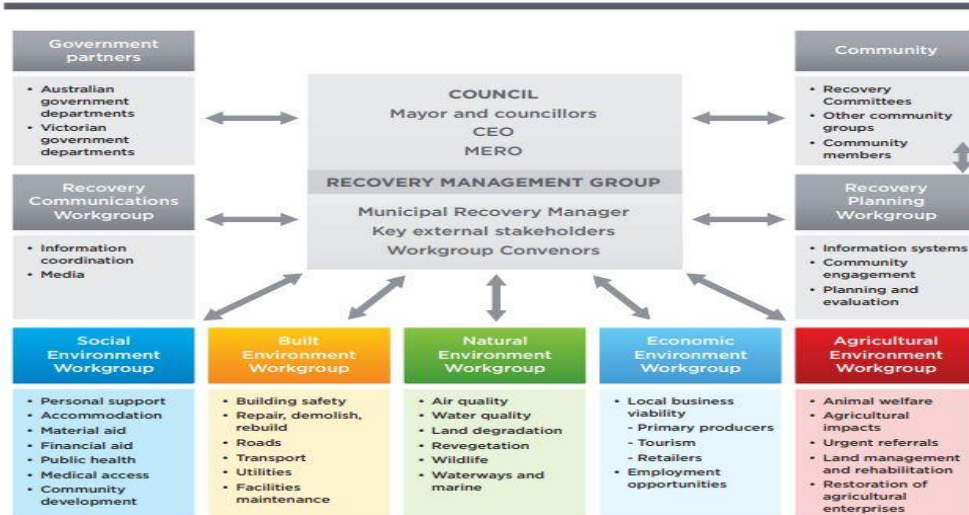 Government
partners
• Australian
government
departments
• Victorian
government
departments
COUNCIL
Mayor and councillors
CEO
MERO
RECOVERY MANAGEMENT GROUP
Municipal Recovery Manager
Key external stakeholders
Workgroup Convenors
Community
• Recovery
Committees
• Other community
groups
• Community
members
Recovery
Communications
Workgroup
• Information
coordination
• Media
Recovery
Planning
Workgroup
• Information systems
• Community
engagement
• Planning and
evaluation
Social
Environment
Workgroup
• Personal support
• Accommodation
• Material aid
• Financial aid
• Public health
• Medical access
• Community
development
Built
Environment
Workgroup
• Building safety
• Repair, demolish,
rebuild
• Roads
• Transport
• Utilities
• Facilities
maintenance
Natural
Environment
Workgroup
• Air quality
• Water quality
• Land degradation
• Revegetation
• Wildlife
• Waterways and
marine
Economic
Environment
Workgroup
• Local business
viability
- Primary producers
- Tourism
- Retailers
• Employment
opportunities
Agricultural
Environment
Workgroup
• Animal welfare
• Agricultural
impacts
• Urgent referrals
• Land management
and rehabilitation
• Restoration of
agricultural
enterprises